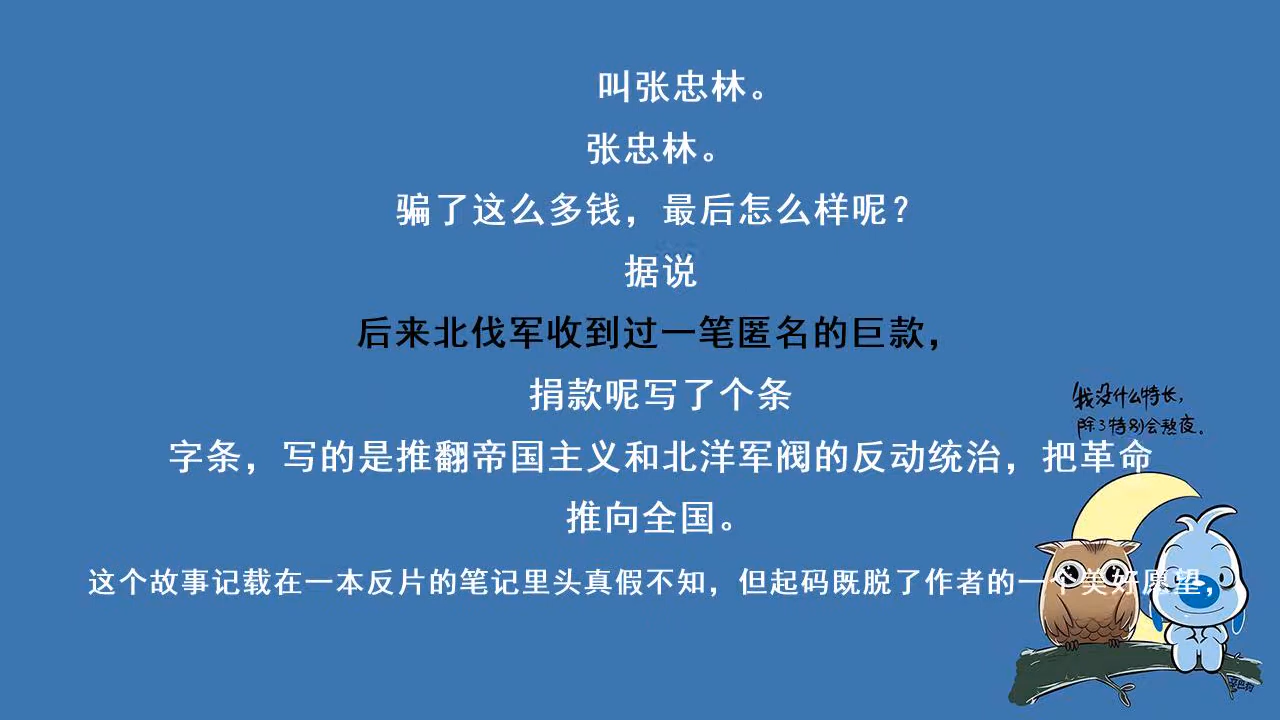 叫张忠林。
张忠林。
骗了这么多钱，最后怎么样呢？
据说
后来北伐军收到过一笔匿名的巨款，
捐款呢写了个条
我没什么特长，
除了特别会熬夜。
字条，写的是推翻帝国主义和北洋军阀的反动统治，把革命
推向全国。
这个故事记载在一本反片的笔记里头真假不知，但起码既脱了作者的一个美好愿望，